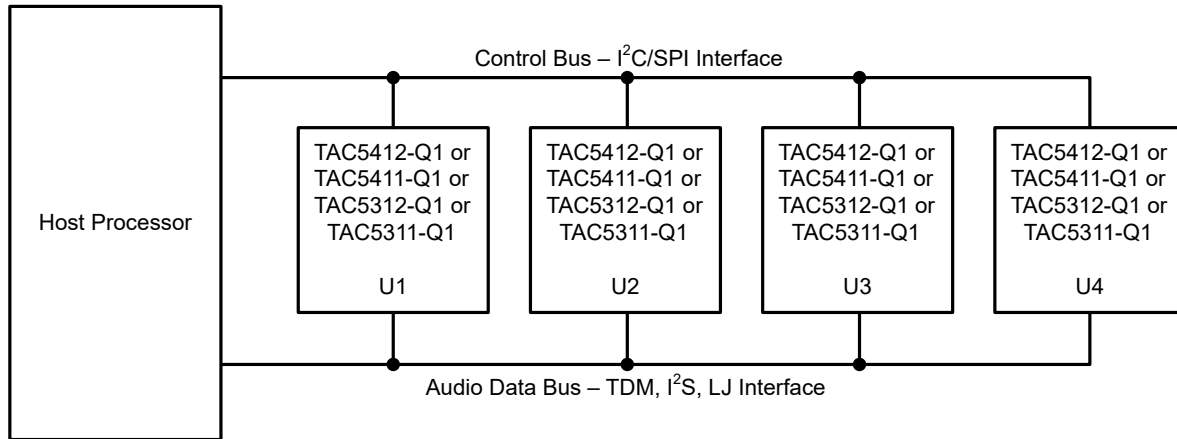 Control Bus – I²C/SPI Interface
Host Processor
TAC5412-Q1 or
TAC5411-Q1 or
TAC5312-Q1 or
TAC5311-Q1
U1
TAC5412-Q1 or
TAC5411-Q1 or
TAC5312-Q1 or
TAC5311-Q1
U2
TAC5412-Q1 or
TAC5411-Q1 or
TAC5312-Q1 or
TAC5311-Q1
U3
TAC5412-Q1 or
TAC5411-Q1 or
TAC5312-Q1 or
TAC5311-Q1
U4
Audio Data Bus – TDM, I²S, LJ Interface